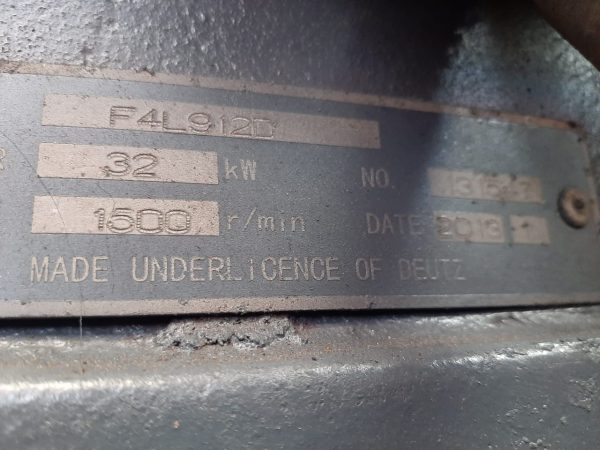 F4L912D
32 kW NO.
1500 r/min DATE 2013
MADE UNDERLICENCE OF DEUTZ